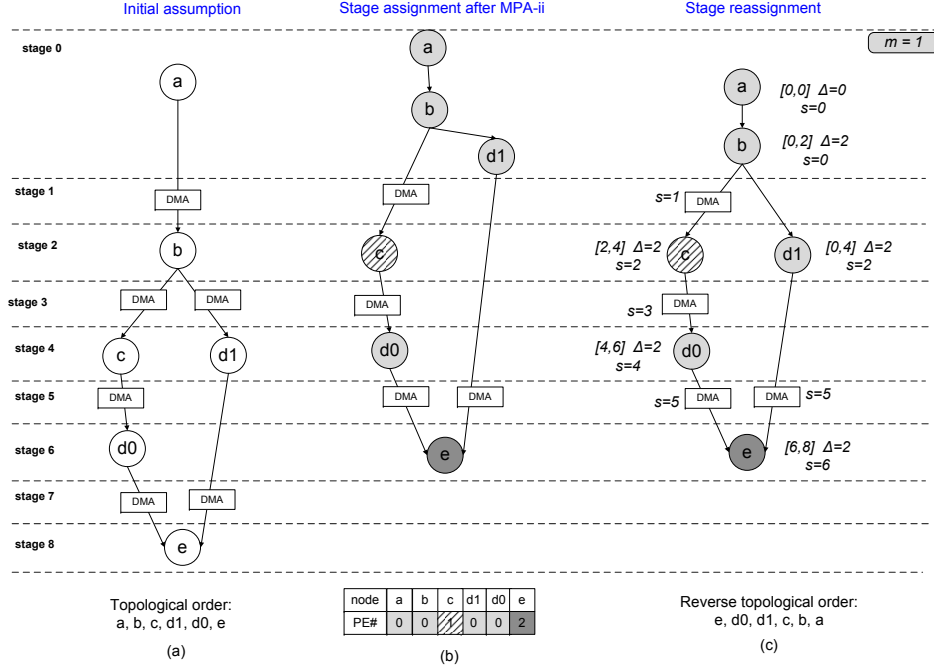 Initial assumption
Stage assignment after MPA-ii
Stage reassignment
stage 0
m = 1
a
a
a
[0,0] Δ=0
s=0
b
b
[0,2] Δ=2
s=0
d1
stage 1
DMA
DMA
s=1
DMA
stage 2
b
c
[2,4] Δ=2
s=2
c
d1
[0,4] Δ=2
s=2
stage 3
DMA
DMA
DMA
s=3
DMA
stage 4
c
d1
d0
[4,6] Δ=2
s=4
d0
stage 5
DMA
DMA
DMA
s=5
DMA
DMA
s=5
stage 6
d0
e
e
[6,8] Δ=2
s=6
stage 7
DMA
DMA
stage 8
e
Topological order:
a, b, c, d1, d0, e
(a)
node a b c d1 d0 e
PE# 0 0 1 0 0 2
(b)
Reverse topological order:
e, d0, d1, c, b, a
(c)